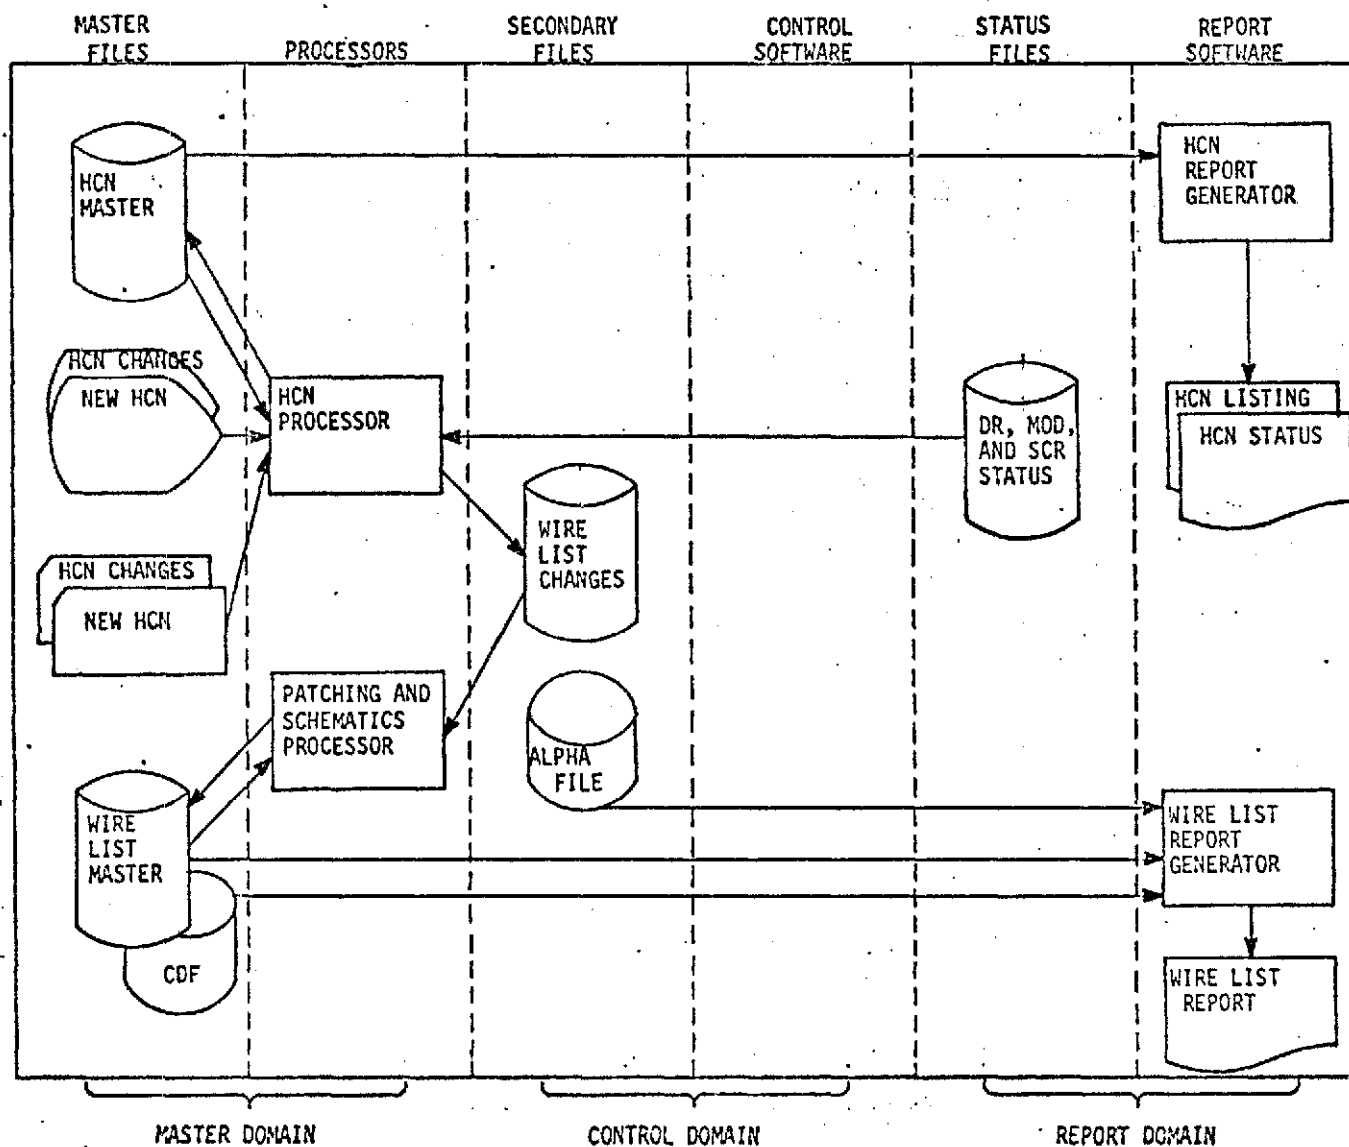 MASTER
FILES
PROCESSORS
SECONDARY
FILES
CONTROL
SOFTWARE
STATUS
FILES
REPORT
SOFTWARE
HCN
MASTER
HCN
REPORT
GENERATOR
HCN CHANGES
NEW HCN
HCN
PROCESSOR
DR, MOD,
AND SCR
STATUS
HCN LISTING
HCN STATUS
WIRE
LIST
CHANGES
HCN CHANGES
NEW HCN
PATCHING AND
SCHEMATICS
PROCESSOR
ALPHA
FILE
WIRE
LIST
MASTER
WIRE LIST
REPORT
GENERATOR
CDF
WIRE LIST
REPORT
MASTER DOMAIN
CONTROL DOMAIN
REPORT DOMAIN